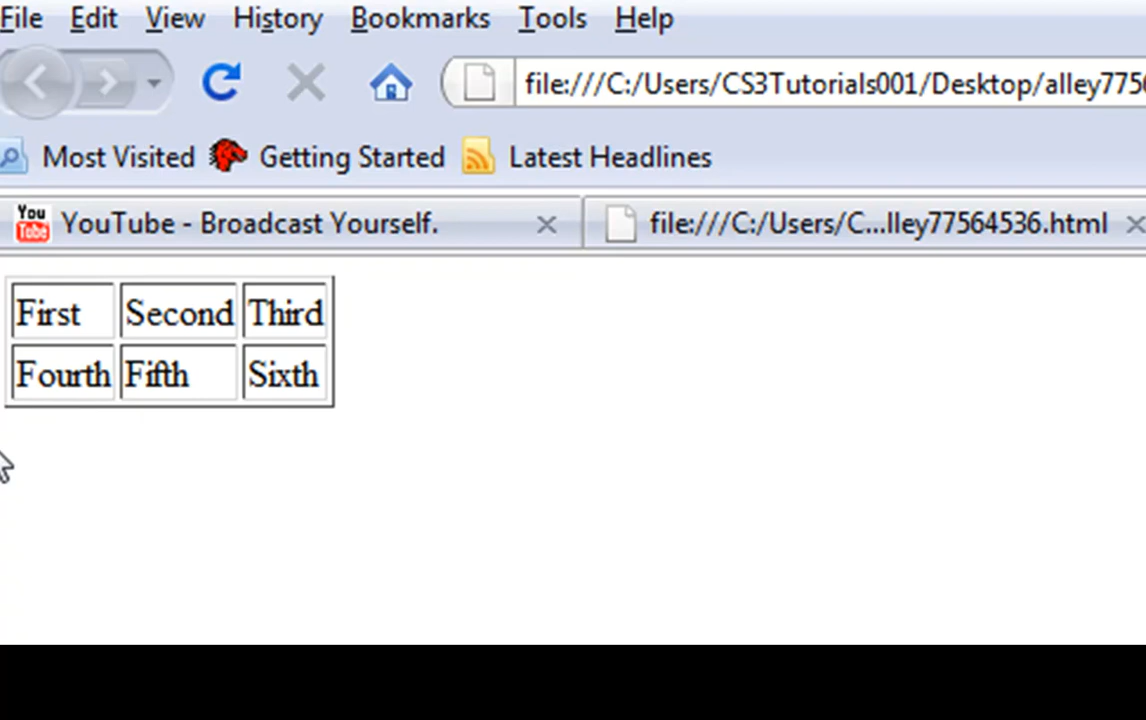 File Edit View History Bookmarks Tools Help
file:///C:/Users/CS3Tutorials001/Desktop/alley775
Most Visited Getting Started Latest Headlines
You Tube YouTube - Broadcast Yourself. file:///C:/Users/C...lley77564536.html
First Second Third
Fourth Fifth Sixth